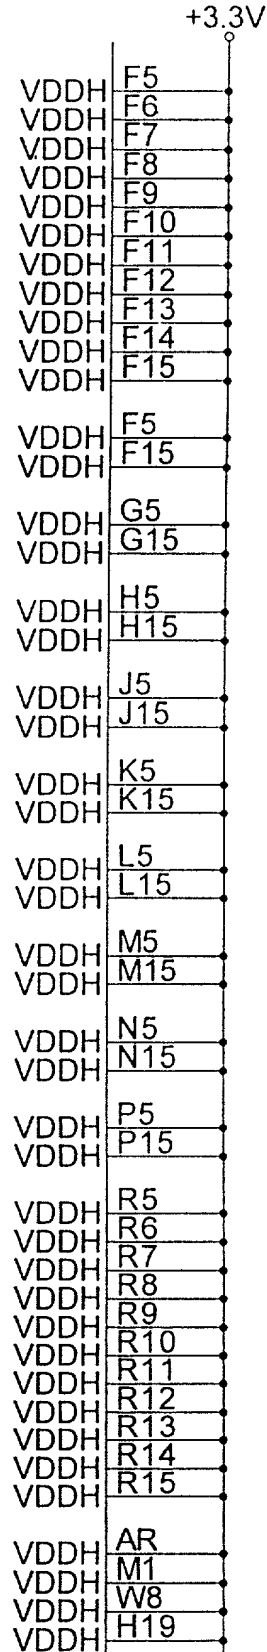 +3.3V
VDDH F5
VDDH F6
VDDH F7
VDDH F8
VDDH F9
VDDH F10
VDDH F11
VDDH F12
VDDH F13
VDDH F14
VDDH F15
VDDH F5
VDDH F15
VDDH G5
VDDH G15
VDDH H5
VDDH H15
VDDH J5
VDDH J15
VDDH K5
VDDH K15
VDDH L5
VDDH L15
VDDH M5
VDDH M15
VDDH N5
VDDH N15
VDDH P5
VDDH P15
VDDH R5
VDDH R6
VDDH R7
VDDH R8
VDDH R9
VDDH R10
VDDH R11
VDDH R12
VDDH R13
VDDH R14
VDDH R15
VDDH AR
VDDH M1
VDDH W8
VDDH H19